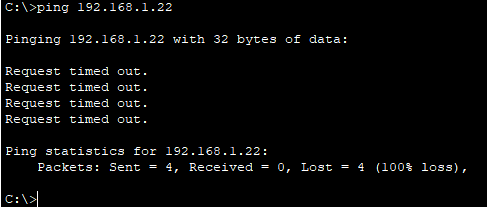 C:\>ping 192.168.1.22
Pinging 192.168.1.22 with 32 bytes of data:
Request timed out.
Request timed out.
Request timed out.
Request timed out.
Ping statistics for 192.168.1.22:
    Packets: Sent = 4, Received = 0, Lost = 4 (100% loss),
C:\>